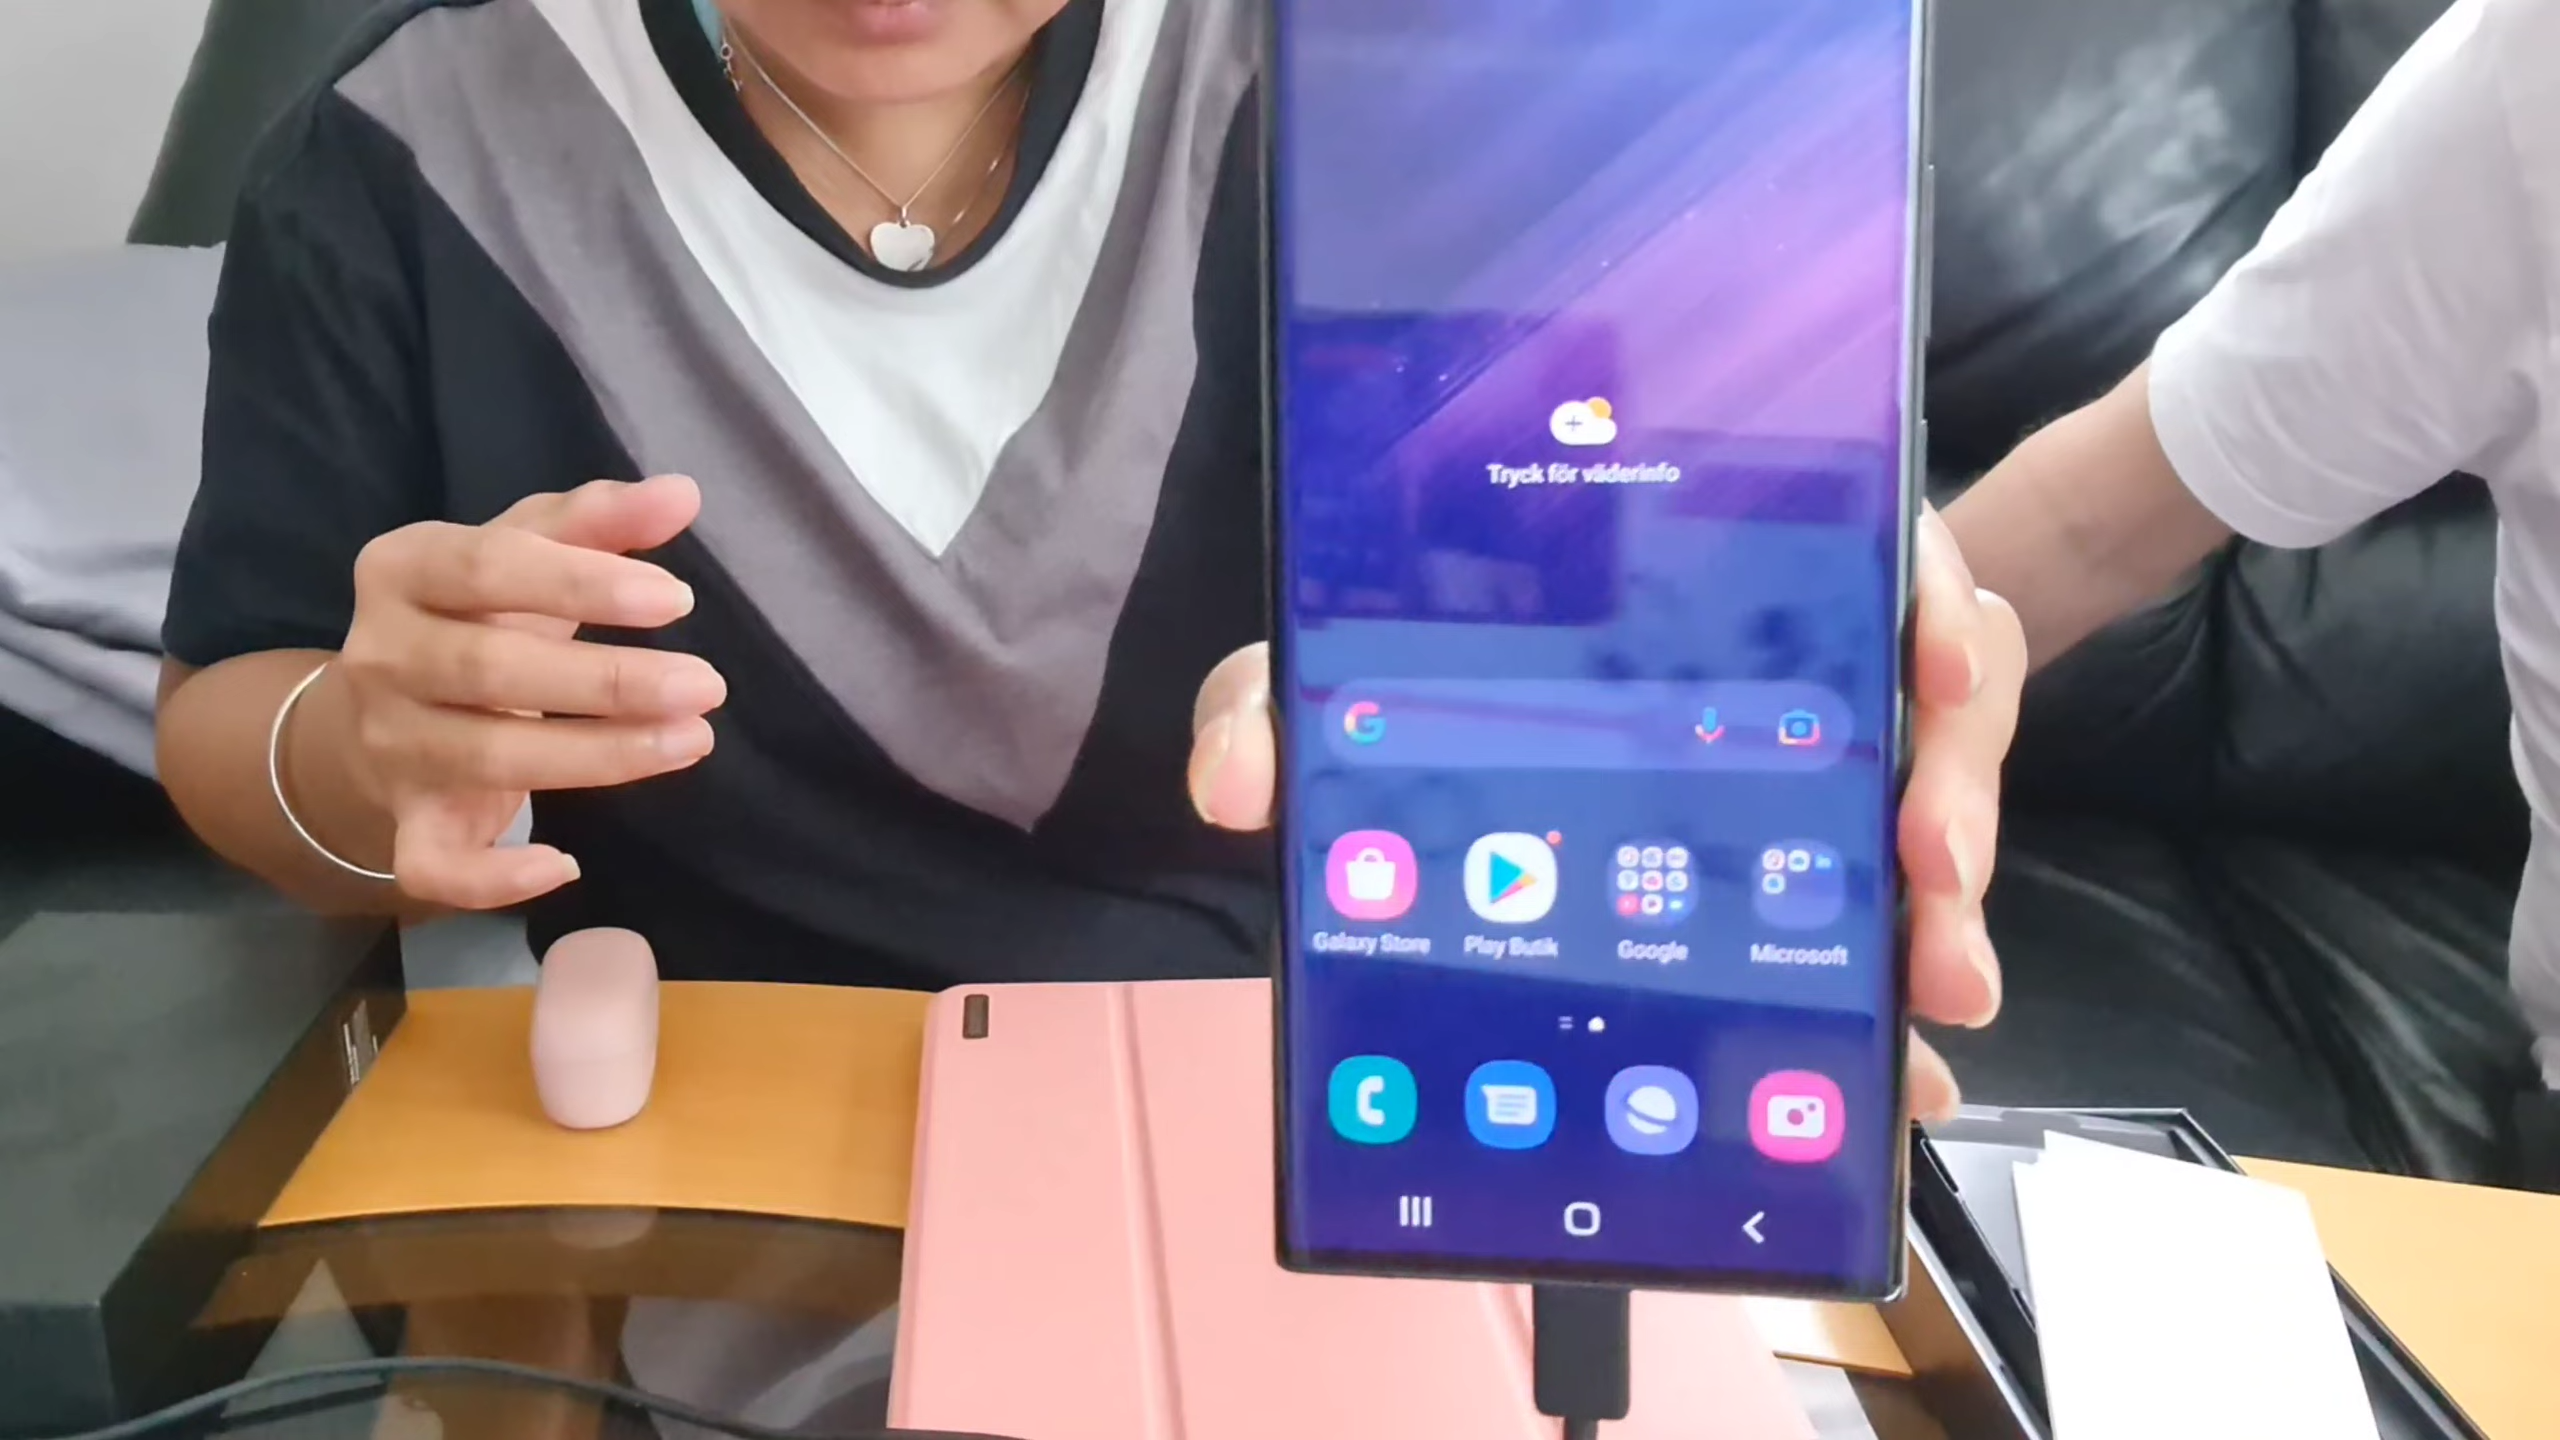 Tryck för väderinfo
G
Galaxy Store
Play Butik
Google
Microsoft